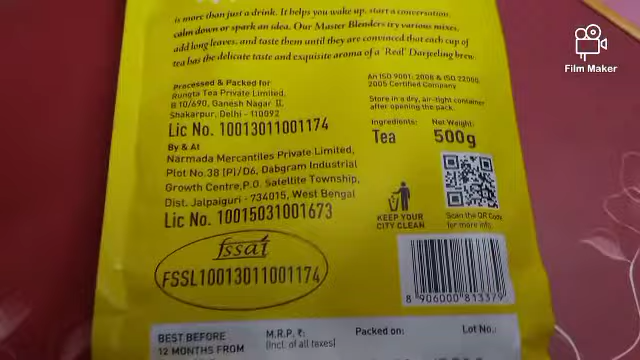 is more than just a drink. It helps you wake up, start a conversation,
calm down or spark an idea. Our Master Blenders try various mixes,
add long leaves, and taste them until they are convinced that each cup of
tea has the delicate taste and exquisite aroma of a 'Real' Darjeeling brew.
Processed & Packed for
Rungta Tea Private Limited,
B 10/690, Ganesh Nagar II,
Shakarpur, Delhi - 110092
Lic No. 10013011001174
By & At
Narmada Mercantiles Private Limited,
Plot No.38 (P)/D6, Dabgram Industrial
Growth Centre,P.O. Satellite Township,
Dist. Jalpaiguri - 734015, West Bengal
Lic No. 10015031001673
fssai
FSSL10013011001174
An ISO 9001: 2008 & ISO 22000:
2005 Certified Company
Store in a dry, air-tight container
after opening the pack.
Ingredients:
Tea
Net Weight:
500g
KEEP YOUR
CITY CLEAN
Scan the QR Code
for more info.
8 906000 813379
BEST BEFORE
12 MONTHS FROM
M.R.P. ₹:
(Incl. of all taxes)
Packed on:
Lot No.:
Film Maker